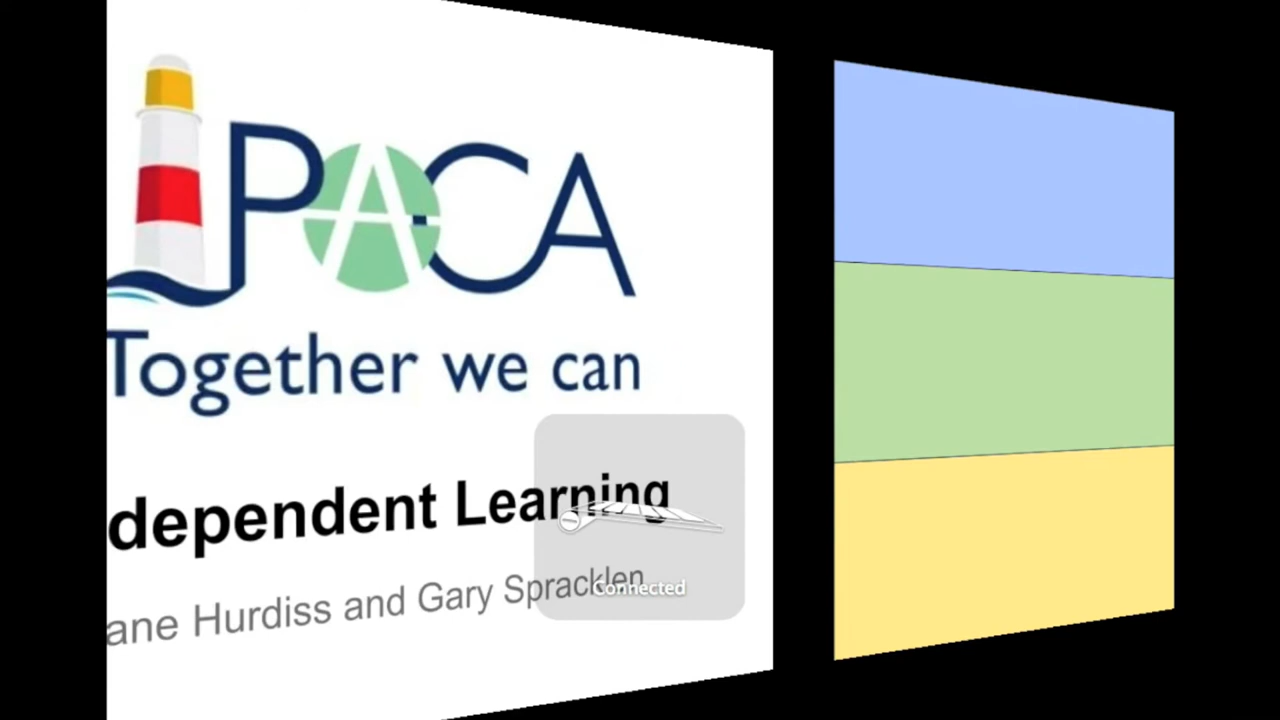 PACA
Together we can
dependent Learning
ane Hurdiss and Gary Spracklen
Connected